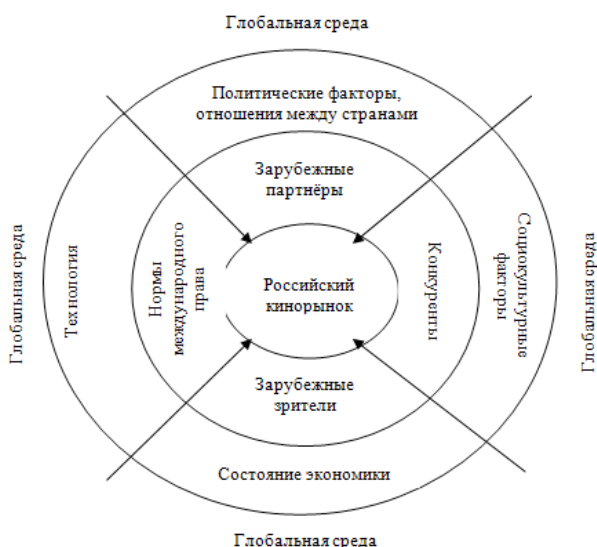 Глобальная среда
Политические факторы,
отношения между странами
Зарубежные
партнёры
Глобальная среда
Технология
Нормы
международного
права
Российский
кинорынок
Конкуренты
Социокультурные
факторы
Глобальная среда
Зарубежные
зрители
Состояние экономики
Глобальная среда